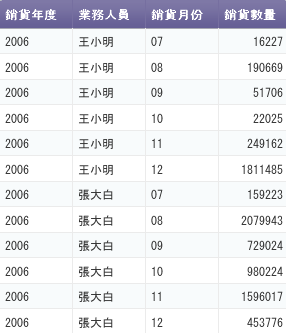 銷貨年度 業務人員 銷貨月份 銷貨數量
2006 王小明 07 16227
2006 王小明 08 190669
2006 王小明 09 51706
2006 王小明 10 22025
2006 王小明 11 249162
2006 王小明 12 1811485
2006 張大白 07 159223
2006 張大白 08 2079943
2006 張大白 09 729024
2006 張大白 10 980224
2006 張大白 11 1596017
2006 張大白 12 453776